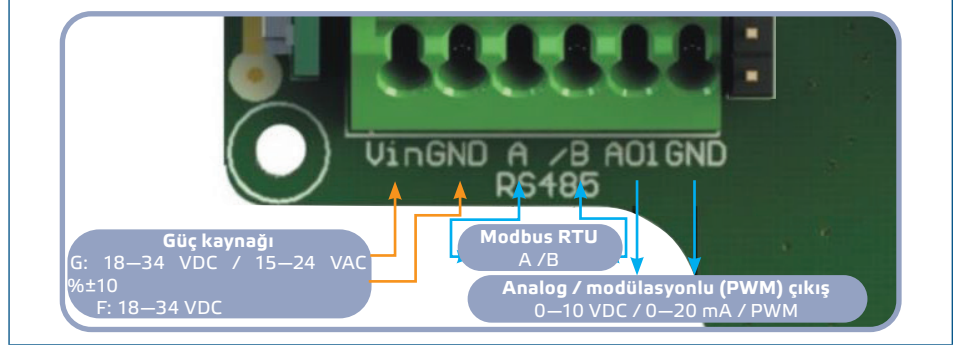 VinGND A /B AO1GND
RS485
Güç kaynağı
G: 18—34 VDC / 15—24 VAC
%±10
F: 18—34 VDC
Modbus RTU
A /B
Analog / modülasyonlu (PWM) çıkış
0—10 VDC / 0—20 mA / PWM